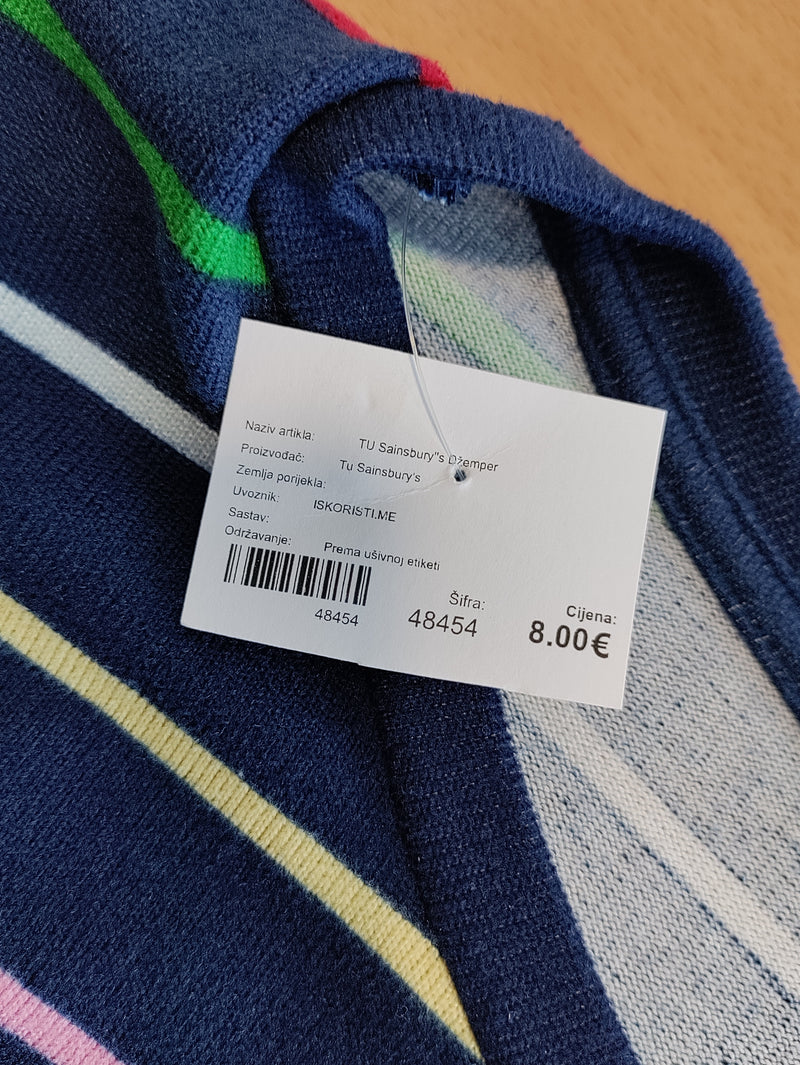 Naziv artikla: TU Sainsbury"s Džemper
Proizvođač: Tu Sainsbury's
Zemlja porijekla:
Uvoznik: ISKORISTI.ME
Sastav:
Održavanje: Prema ušivnoj etiketi
48454
Šifra:
48454
Cijena:
8.00€